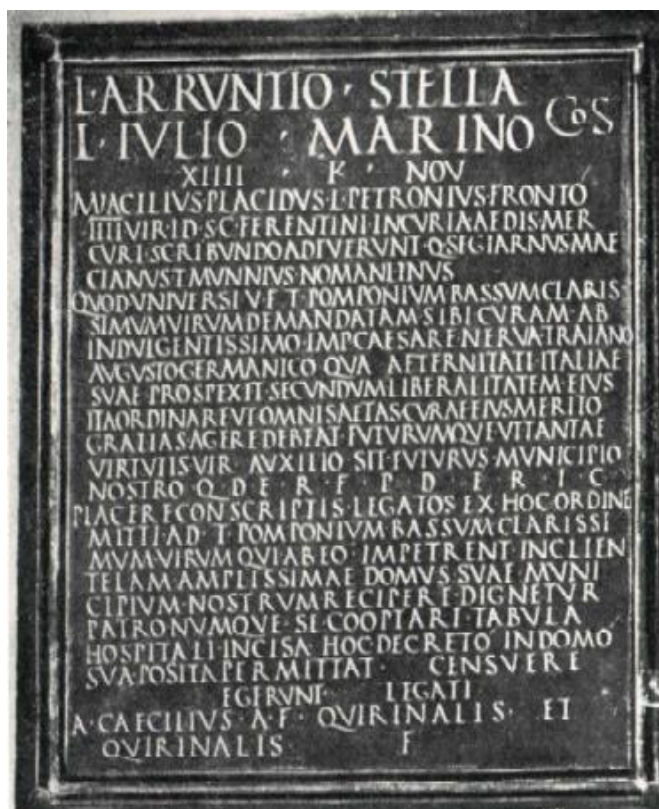 L·ARRVNTIO · STELLA
L·IVLIO · MARINO COS
XIIII · K · NOV
M·ACILIVS·PLACIDVS·L·PETRONIVS·FRONTO
IIIIVIR·I·D·S·C·FERENTINI·IN·CVRIA·AEDIS·MER
CVRI·SCRIBVNDO·ADFVERVNT·Q·SEGIARNVS·MAE
CIANVS·T·MVNNIVS·NOMANTINVS
QVOD·VNIVERSI·V·F·T·POMPONIVM·BASSVM·CLARIS
SIMVM·VIRVM·DEMANDATAM·SIBI·CVRAM·AB
INDVLGENTISSIMO·IMP·CAESARE·NERVA·TRAIANO
AVGVSTO·GERMANICO·QVA AETERNITATI·ITALIAE
SVAE·PROSPEXIT·SECVNDVM·LIBERALITATEM·EIVS
ITA·ORDINARE·VT·OMNIS·AETAS·CVRAE·EIVS·MERITO
GRATIAS·AGERE·DEBEAT·FVTVRVMQVE·VT·TANTAE
VIRTVTIS·VIR AVXILIO SIT·FVTVRVS·MVNICIPIO
NOSTRO Q·D·E·R·F·P·D·E·R·I·C
PLACERE·CONSCRIPTIS·LEGATOS·EX·HOC·ORDINE
MITTI·AD·T·POMPONIVM·BASSVM·CLARISSI
MVM·VIRVM·QVI·AB·EO·IMPETRENT·IN·CLIEN
TELAM·AMPLISSIMAE·DOMVS·SVAE·MVNI
CIPIVM·NOSTRVM·RECIPERE·DIGNETVR
PATRONVMQVE·SE·COOPTARI·TABVLA
HOSPITALI·INCISA·HOC·DECRETO·IN·DOMO
SVA·POSITA·PERMITTAT· CENSVERE
EGERVNT· LEGATI
A·CAECILIVS·A·F·QVIRINALIS· ET
QVIRINALIS F